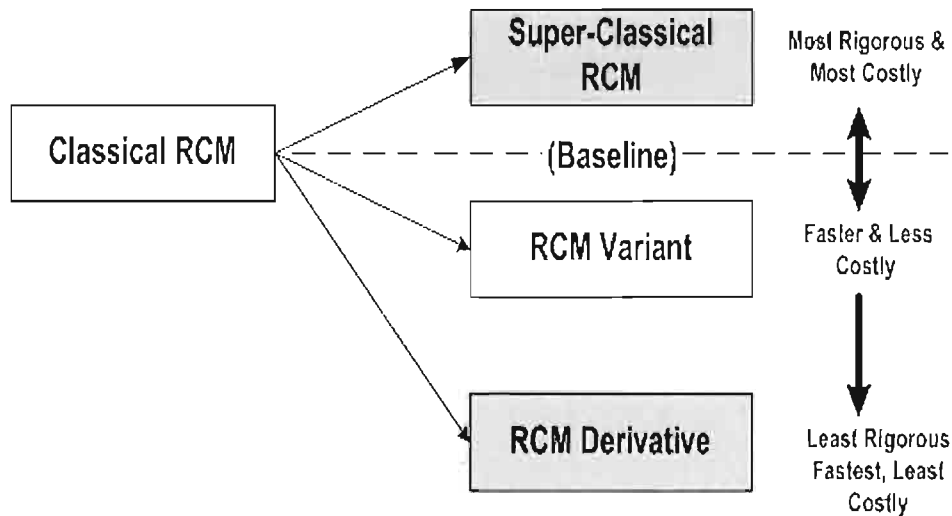 Super-Classical
RCM
Most Rigorous &
Most Costly
Classical RCM
(Baseline)
RCM Variant
Faster & Less
Costly
RCM Derivative
Least Rigorous
Fastest, Least
Costly